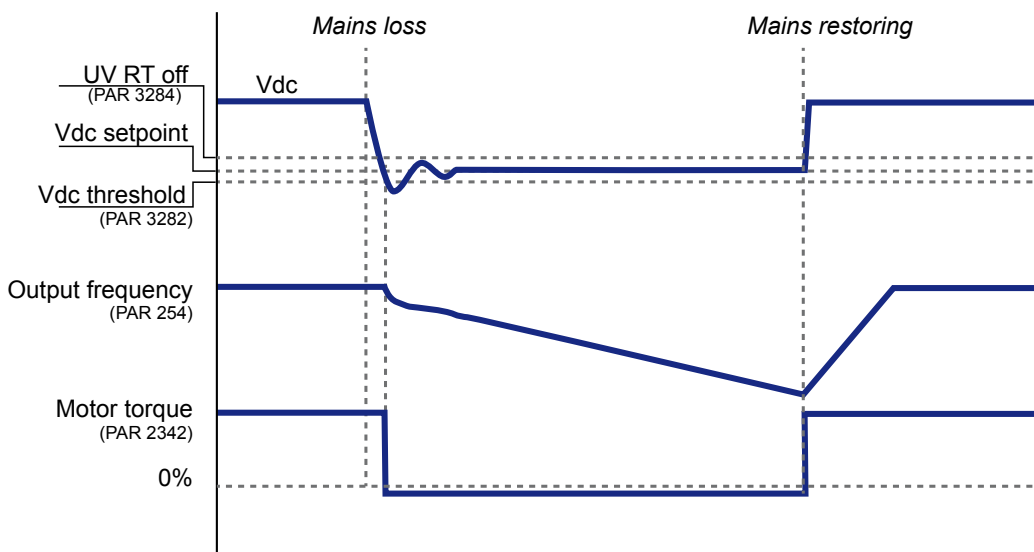 Mains loss
Mains restoring
UV RT off
(PAR 3284)
Vdc
Vdc setpoint
Vdc threshold
(PAR 3282)
Output frequency
(PAR 254)
Motor torque
(PAR 2342)
0%